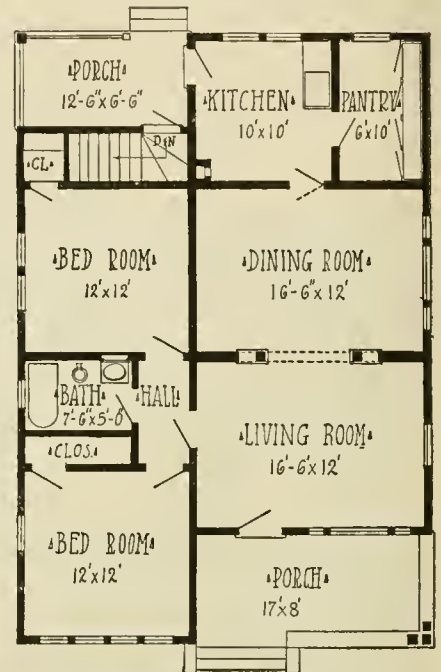 PORCH
12'-6"x6'-6"
KITCHEN
10'x10'
PANTRY
6'x10'
CL.
DN
BED ROOM
12'x12'
DINING ROOM
16'-6"x12'
BATH
7'-6"x5'-0"
HALL
CLOS.
LIVING ROOM
16'-6"x12'
BED ROOM
12'x12'
PORCH
17'x8'